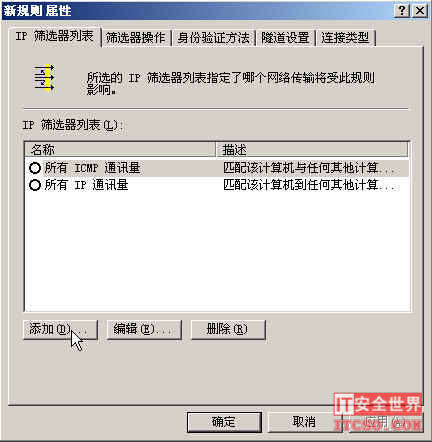 新规则 属性
IP 筛选器列表 筛选器操作 身份验证方法 隧道设置 连接类型
所选的 IP 筛选器列表指定了哪个网络传输将受此规则
影响。
IP 筛选器列表(L):
名称 描述
所有 ICMP 通讯量 匹配该计算机与任何其他计算...
所有 IP 通讯量 匹配该计算机到任何其他计算...
添加(D)... 编辑(E)... 删除(R)
IT安全世界
确定 取消 应用(A)
ITCSO.COM